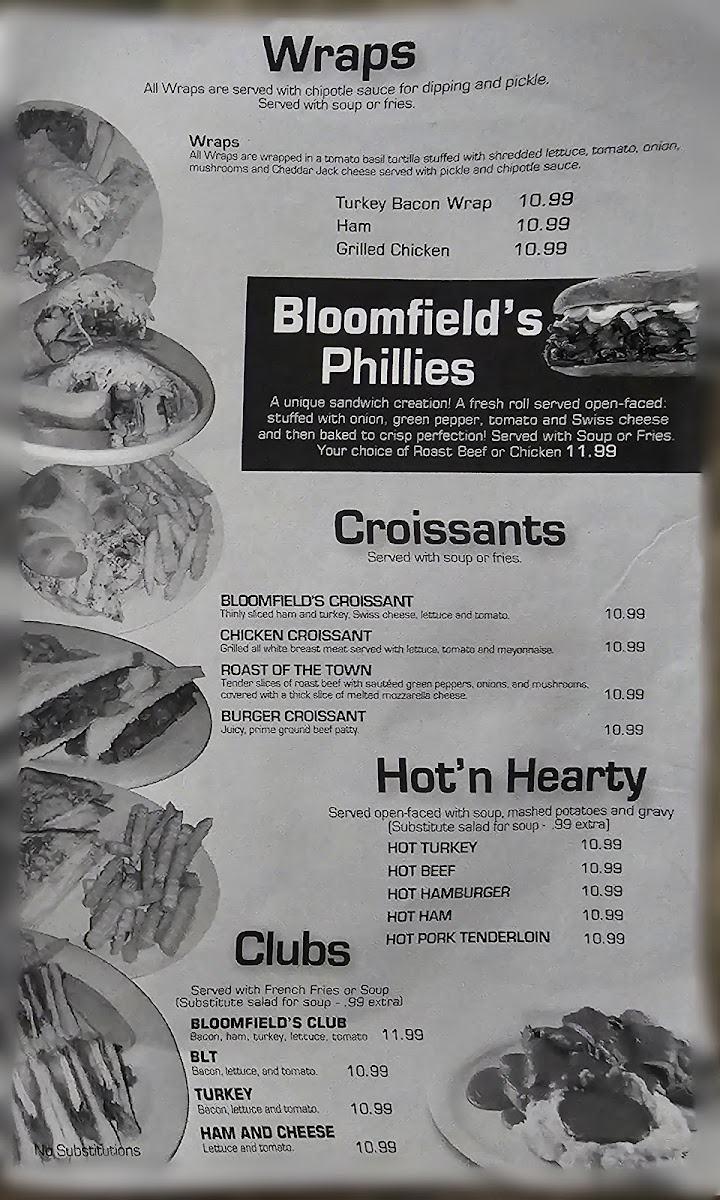 Wraps
All Wraps are served with chipotle sauce for dipping and pickle.
Served with soup or fries.
Wraps
All Wraps are wrapped in a tomato basil tortilla stuffed with shredded lettuce, tomato, onion,
mushrooms and Cheddar Jack cheese served with pickle and chipotle sauce.
Turkey Bacon Wrap 10.99
Ham 10.99
Grilled Chicken 10.99
Bloomfield's
Phillies
A unique sandwich creation! A fresh roll served open-faced:
stuffed with onion, green pepper, tomato and Swiss cheese
and then baked to crisp perfection! Served with Soup or Fries.
Your choice of Roast Beef or Chicken 11.99
Croissants
Served with soup or fries.
BLOOMFIELD'S CROISSANT
Thinly sliced ham and turkey, Swiss cheese, lettuce and tomato. 10.99
CHICKEN CROISSANT
Grilled all white breast meat served with lettuce, tomato and mayonnaise. 10.99
ROAST OF THE TOWN
Tender slices of roast beef with sautéed green peppers, onions, and mushrooms,
covered with a thick slice of melted mozzarella cheese. 10.99
BURGER CROISSANT
Juicy, prime ground beef patty. 10.99
Hot'n Hearty
Served open-faced with soup, mashed potatoes and gravy
(Substitute salad for soup - .99 extra)
HOT TURKEY 10.99
HOT BEEF 10.99
HOT HAMBURGER 10.99
HOT HAM 10.99
HOT PORK TENDERLOIN 10.99
Clubs
Served with French Fries or Soup
(Substitute salad for soup - .99 extra)
BLOOMFIELD'S CLUB
Bacon, ham, turkey, lettuce, tomato 11.99
BLT
Bacon, lettuce, and tomato. 10.99
TURKEY
Bacon, lettuce and tomato. 10.99
HAM AND CHEESE
Lettuce and tomato. 10.99
No Substitutions